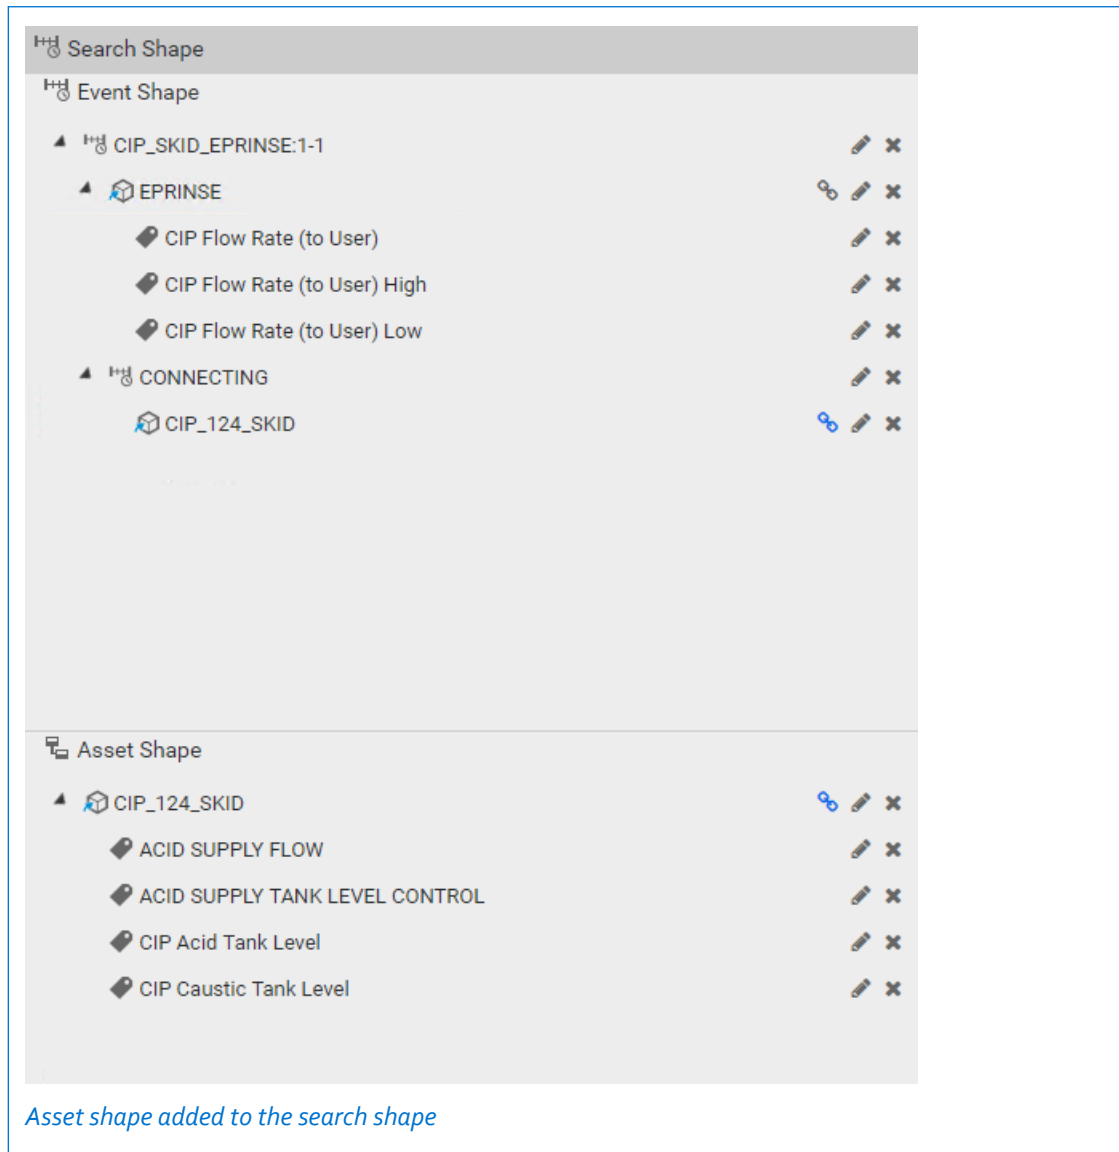 Search Shape
Event Shape
CIP_SKID_EPRINSE:1-1
EPRINSE
CIP Flow Rate (to User)
CIP Flow Rate (to User) High
CIP Flow Rate (to User) Low
CONNECTING
CIP_124_SKID
Asset Shape
CIP_124_SKID
ACID SUPPLY FLOW
ACID SUPPLY TANK LEVEL CONTROL
CIP Acid Tank Level
CIP Caustic Tank Level
Asset shape added to the search shape